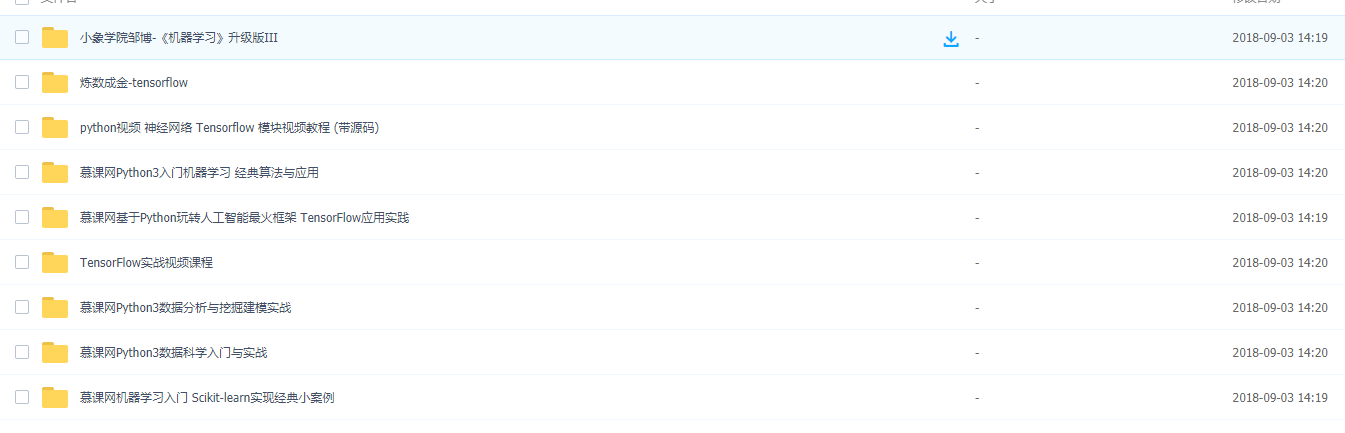 小象学院邹博-《机器学习》升级版III - 2018-09-03 14:19
炼数成金-tensorflow - 2018-09-03 14:20
python视频 神经网络 Tensorflow 模块视频教程 (带源码) - 2018-09-03 14:20
慕课网Python3入门机器学习 经典算法与应用 - 2018-09-03 14:20
慕课网基于Python玩转人工智能最火框架 TensorFlow应用实践 - 2018-09-03 14:19
TensorFlow实战视频课程 - 2018-09-03 14:20
慕课网Python3数据分析与挖掘建模实战 - 2018-09-03 14:20
慕课网Python3数据科学入门与实战 - 2018-09-03 14:20
慕课网机器学习入门 Scikit-learn实现经典小案例 - 2018-09-03 14:19